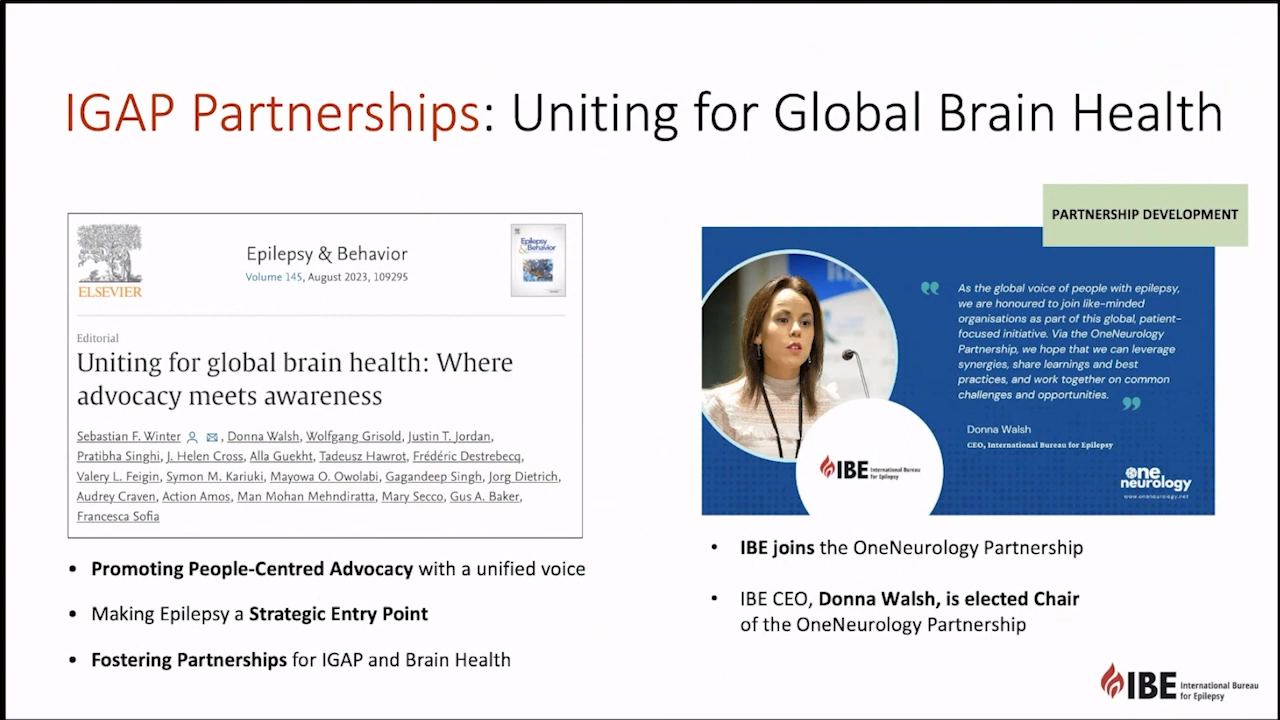 IGAP Partnerships: Uniting for Global Brain Health
ELSEVIER
Epilepsy & Behavior
Volume 145, August 2023, 109295
Epilepsy
& Behavior
Editorial
Uniting for global brain health: Where
advocacy meets awareness
Sebastian F. Winter, Donna Walsh, Wolfgang Grisold, Justin T. Jordan,
Pratibha Singhi, J. Helen Cross, Alla Guekht, Tadeusz Hawrot, Frédéric Destrebecq,
Valery L. Feigin, Symon M. Kariuki, Mayowa O. Owolabi, Gagandeep Singh, Jorg Dietrich,
Audrey Craven, Action Amos, Man Mohan Mehndiratta, Mary Secco, Gus A. Baker,
Francesca Sofia
• Promoting People-Centred Advocacy with a unified voice
• Making Epilepsy a Strategic Entry Point
• Fostering Partnerships for IGAP and Brain Health
PARTNERSHIP DEVELOPMENT
“ As the global voice of people with epilepsy,
we are honoured to join like-minded
organisations as part of this global, patient-
focused initiative. Via the OneNeurology
Partnership, we hope that we can leverage
synergies, share learnings and best
practices, and work together on common
challenges and opportunities. ”
Donna Walsh
CEO, International Bureau for Epilepsy
IBE International Bureau
for Epilepsy
one
neurology
www.oneneurology.net
• IBE joins the OneNeurology Partnership
• IBE CEO, Donna Walsh, is elected Chair
of the OneNeurology Partnership
IBE International Bureau
for Epilepsy